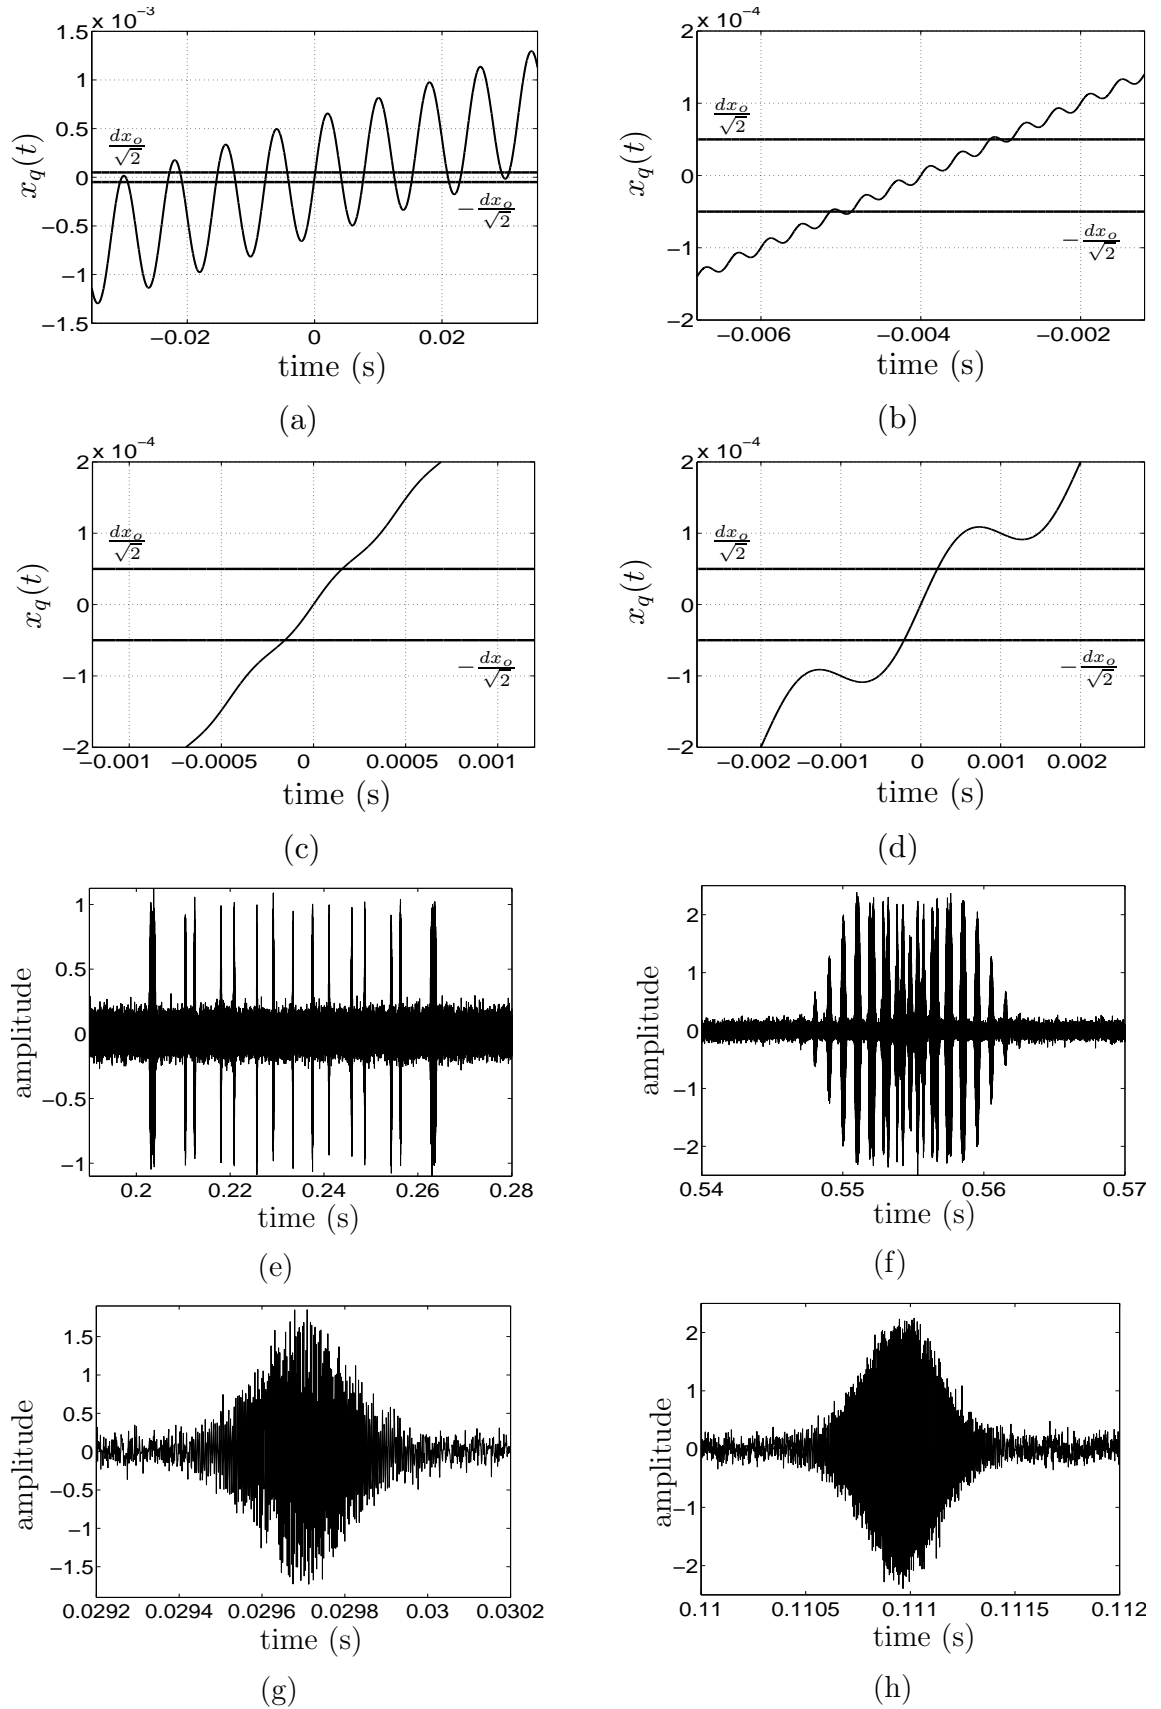 x 10⁻³
1.5
1
0.5
0
−0.5
−1
−1.5
x_q(t)
dx_o/√2
−dx_o/√2
−0.02 0 0.02
time (s)
(a)
x 10⁻⁴
2
1
0
−1
−2
x_q(t)
dx_o/√2
−dx_o/√2
−0.006 −0.004 −0.002
time (s)
(b)
x 10⁻⁴
2
1
0
−1
−2
x_q(t)
dx_o/√2
−dx_o/√2
−0.001 −0.0005 0 0.0005 0.001
time (s)
(c)
x 10⁻⁴
2
1
0
−1
−2
x_q(t)
dx_o/√2
−dx_o/√2
−0.002 −0.001 0 0.001 0.002
time (s)
(d)
1
0.5
0
−0.5
−1
amplitude
0.2 0.22 0.24 0.26 0.28
time (s)
(e)
2
1
0
−1
−2
amplitude
0.54 0.55 0.56 0.57
time (s)
(f)
1.5
1
0.5
0
−0.5
−1
−1.5
amplitude
0.0292 0.0294 0.0296 0.0298 0.03 0.0302
time (s)
(g)
2
1
0
−1
−2
amplitude
0.11 0.1105 0.111 0.1115 0.112
time (s)
(h)